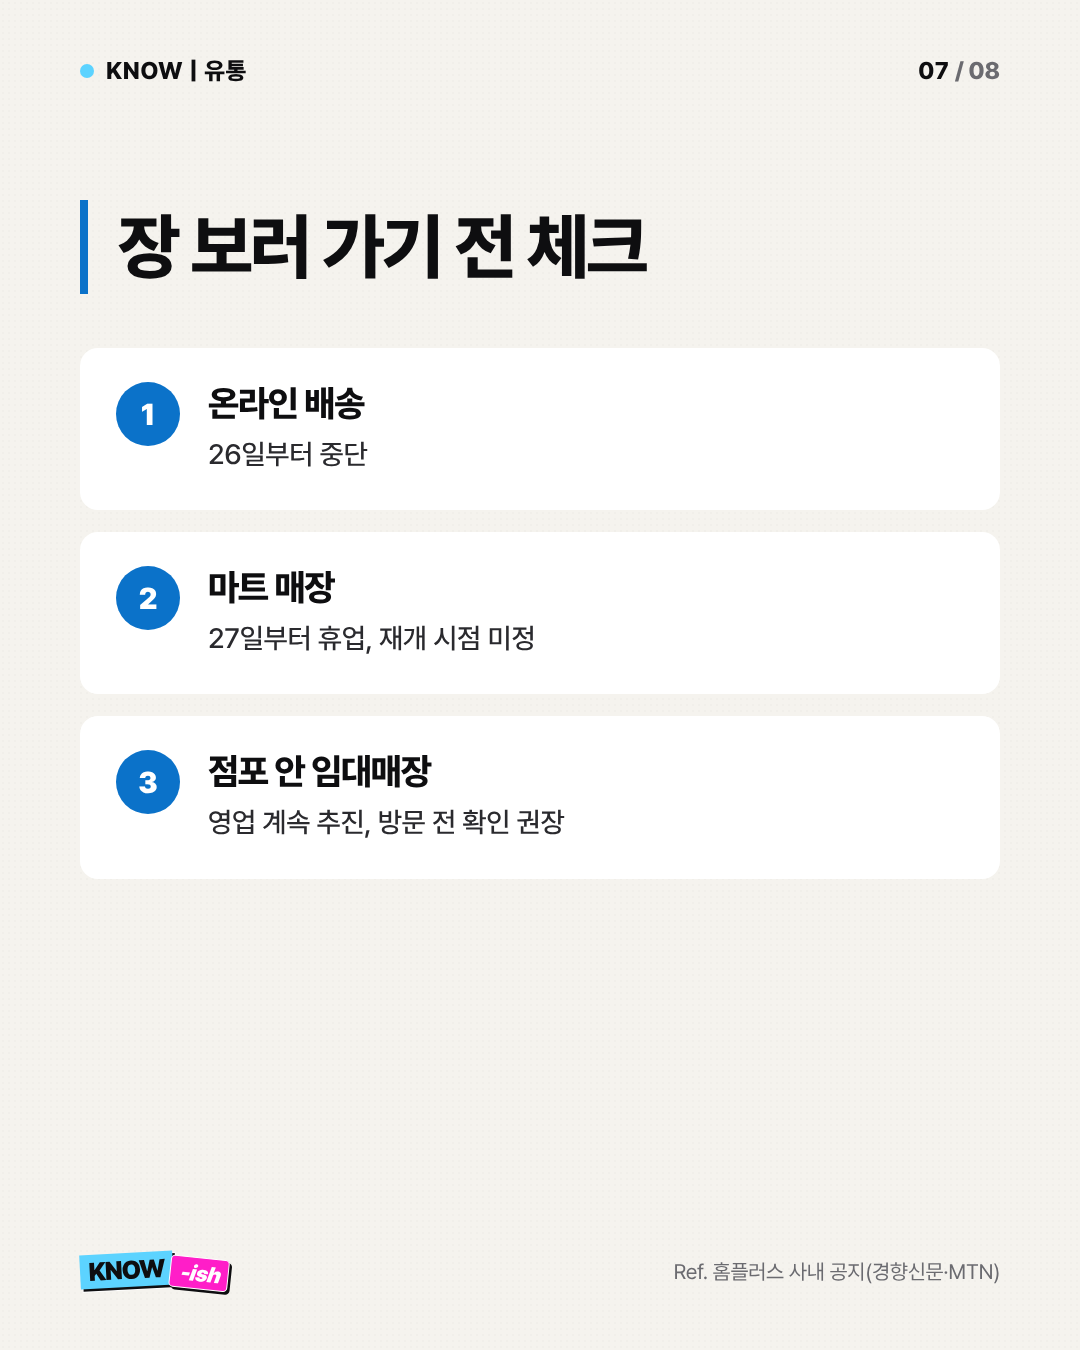 KNOW | 유통
07 / 08
장 보러 가기 전 체크
1
온라인 배송
26일부터 중단
2
마트 매장
27일부터 휴업, 재개 시점 미정
3
점포 안 임대매장
영업 계속 추진, 방문 전 확인 권장
KNOW -ish
Ref. 홈플러스 사내 공지(경향신문·MTN)